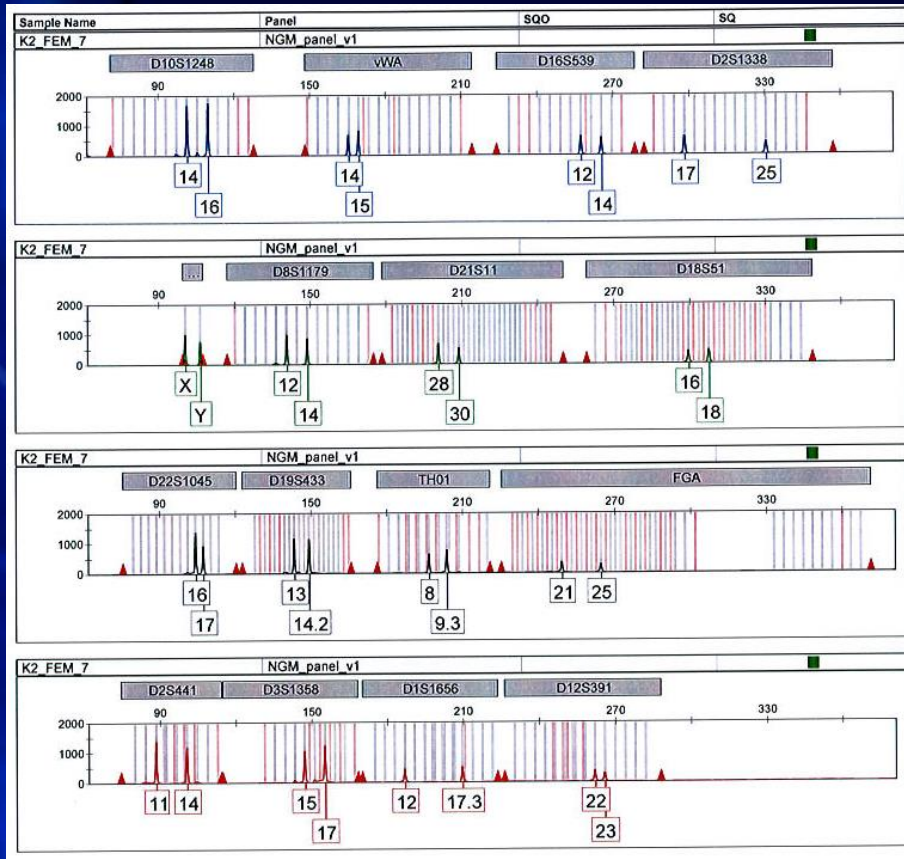 Sample Name Panel SQO SQ
K2_FEM_7 NGM_panel_v1
D10S1248 vWA D16S539 D2S1338
90 150 210 270 330
2000
1000
0
14 14 12 17 25
16 15 14
K2_FEM_7 NGM_panel_v1
... D8S1179 D21S11 D18S51
90 150 210 270 330
2000
1000
0
X 12 28 16
Y 14 30 18
K2_FEM_7 NGM_panel_v1
D22S1045 D19S433 TH01 FGA
90 150 210 270 330
2000
1000
0
16 13 8 21 25
17 14.2 9.3
K2_FEM_7 NGM_panel_v1
D2S441 D3S1358 D1S1656 D12S391
90 150 210 270 330
2000
1000
0
11 14 15 12 17.3 22
17 23